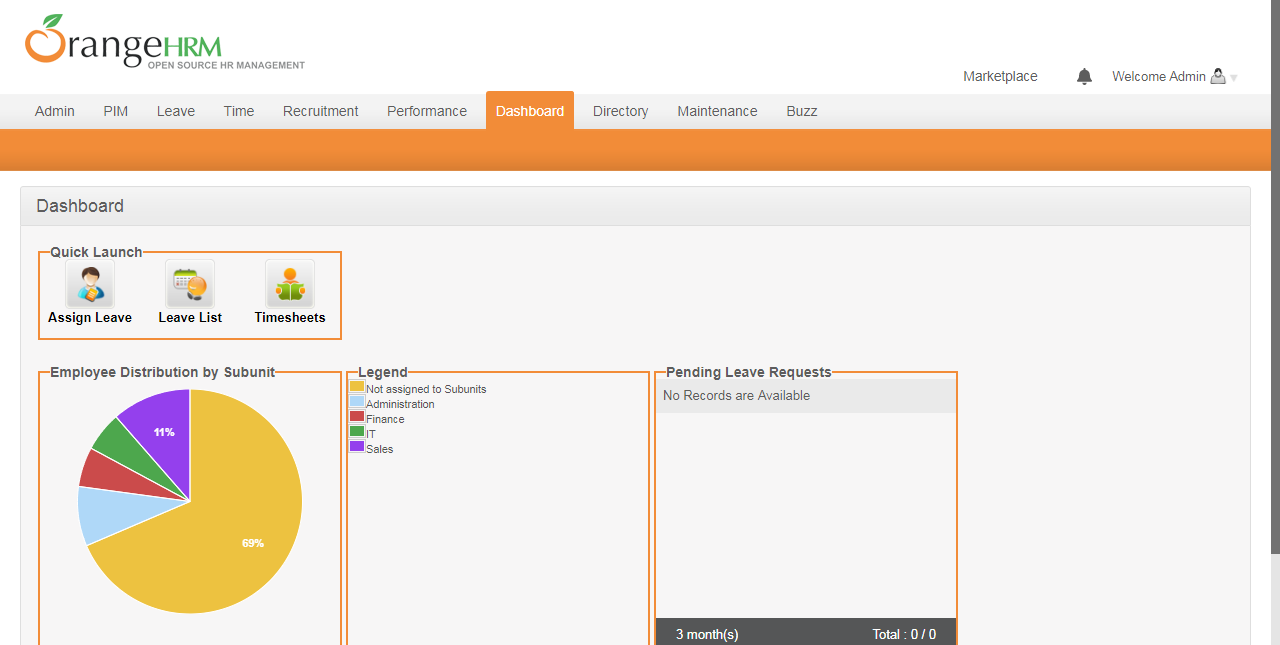 OrangeHRM
OPEN SOURCE HR MANAGEMENT
Marketplace Welcome Admin
Admin PIM Leave Time Recruitment Performance Dashboard Directory Maintenance Buzz
Dashboard
Quick Launch
Assign Leave Leave List Timesheets
Employee Distribution by Subunit
11%
69%
Legend
Not assigned to Subunits
Administration
Finance
IT
Sales
Pending Leave Requests
No Records are Available
3 month(s) Total : 0 / 0